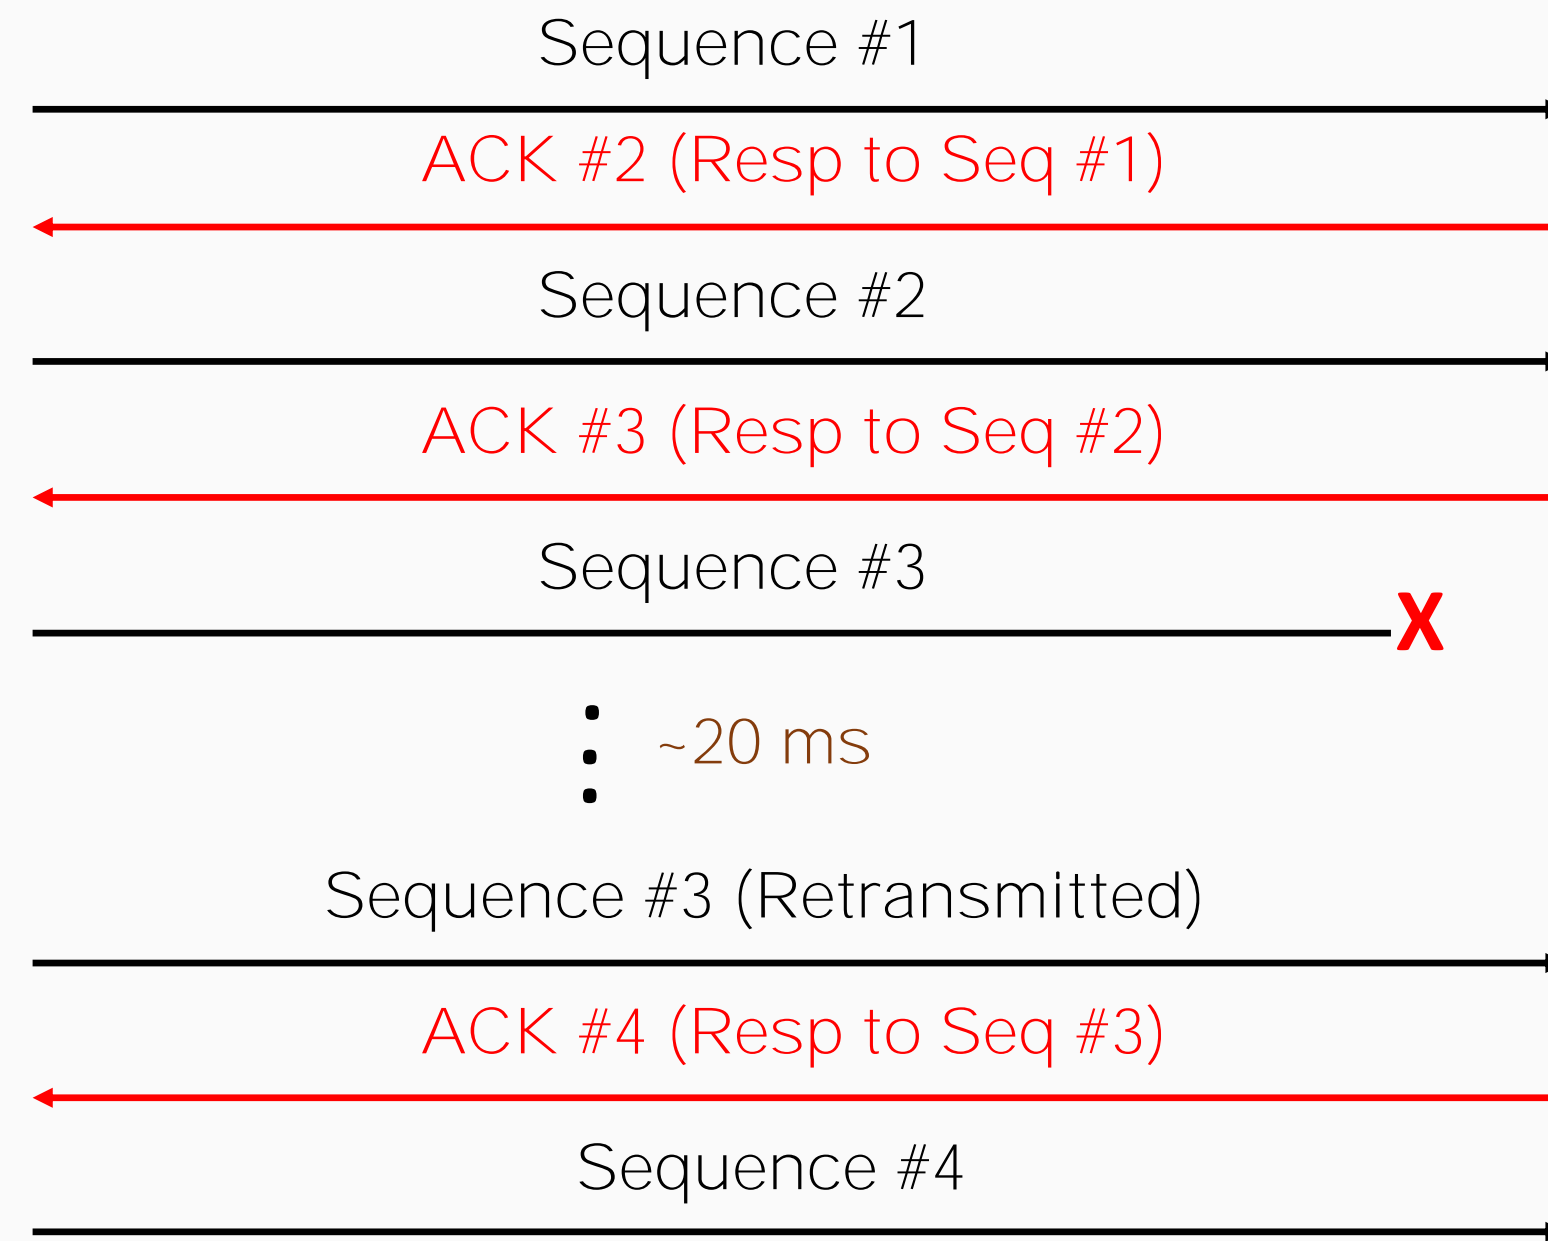 Sequence #1
ACK #2 (Resp to Seq #1)
Sequence #2
ACK #3 (Resp to Seq #2)
Sequence #3
X
~20 ms
Sequence #3 (Retransmitted)
ACK #4 (Resp to Seq #3)
Sequence #4